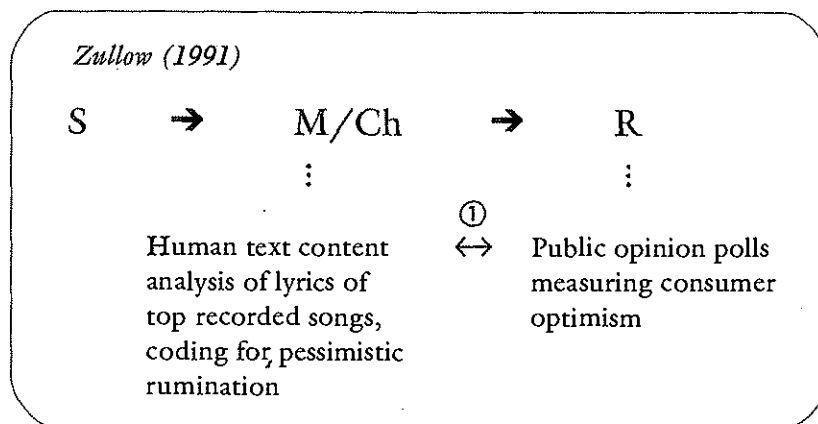 Zullow (1991)
S → M/Ch → R
⋮ ⋮
①
Human text content ↔ Public opinion polls
analysis of lyrics of measuring consumer
top recorded songs, optimism
coding for, pessimistic
rumination